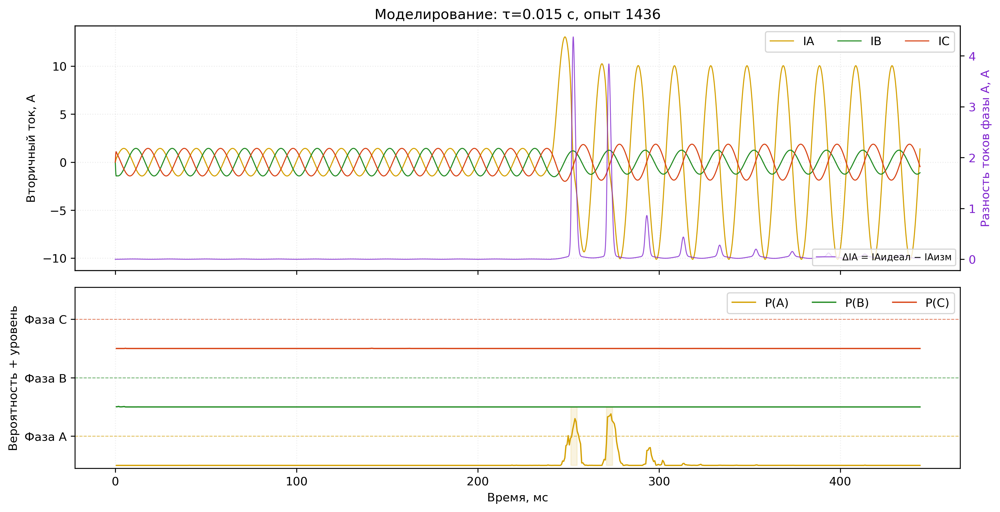 Моделирование: τ=0.015 с, опыт 1436
IA IB IC
10
5
0
−5
−10
Вторичный ток, А
4
3
2
1
0
Разность токов фазы А, А
ΔIA = IAидеал − IAизм
P(A) P(B) P(C)
Фаза C
Фаза B
Фаза A
Вероятность + уровень
0 100 200 300 400
Время, мс